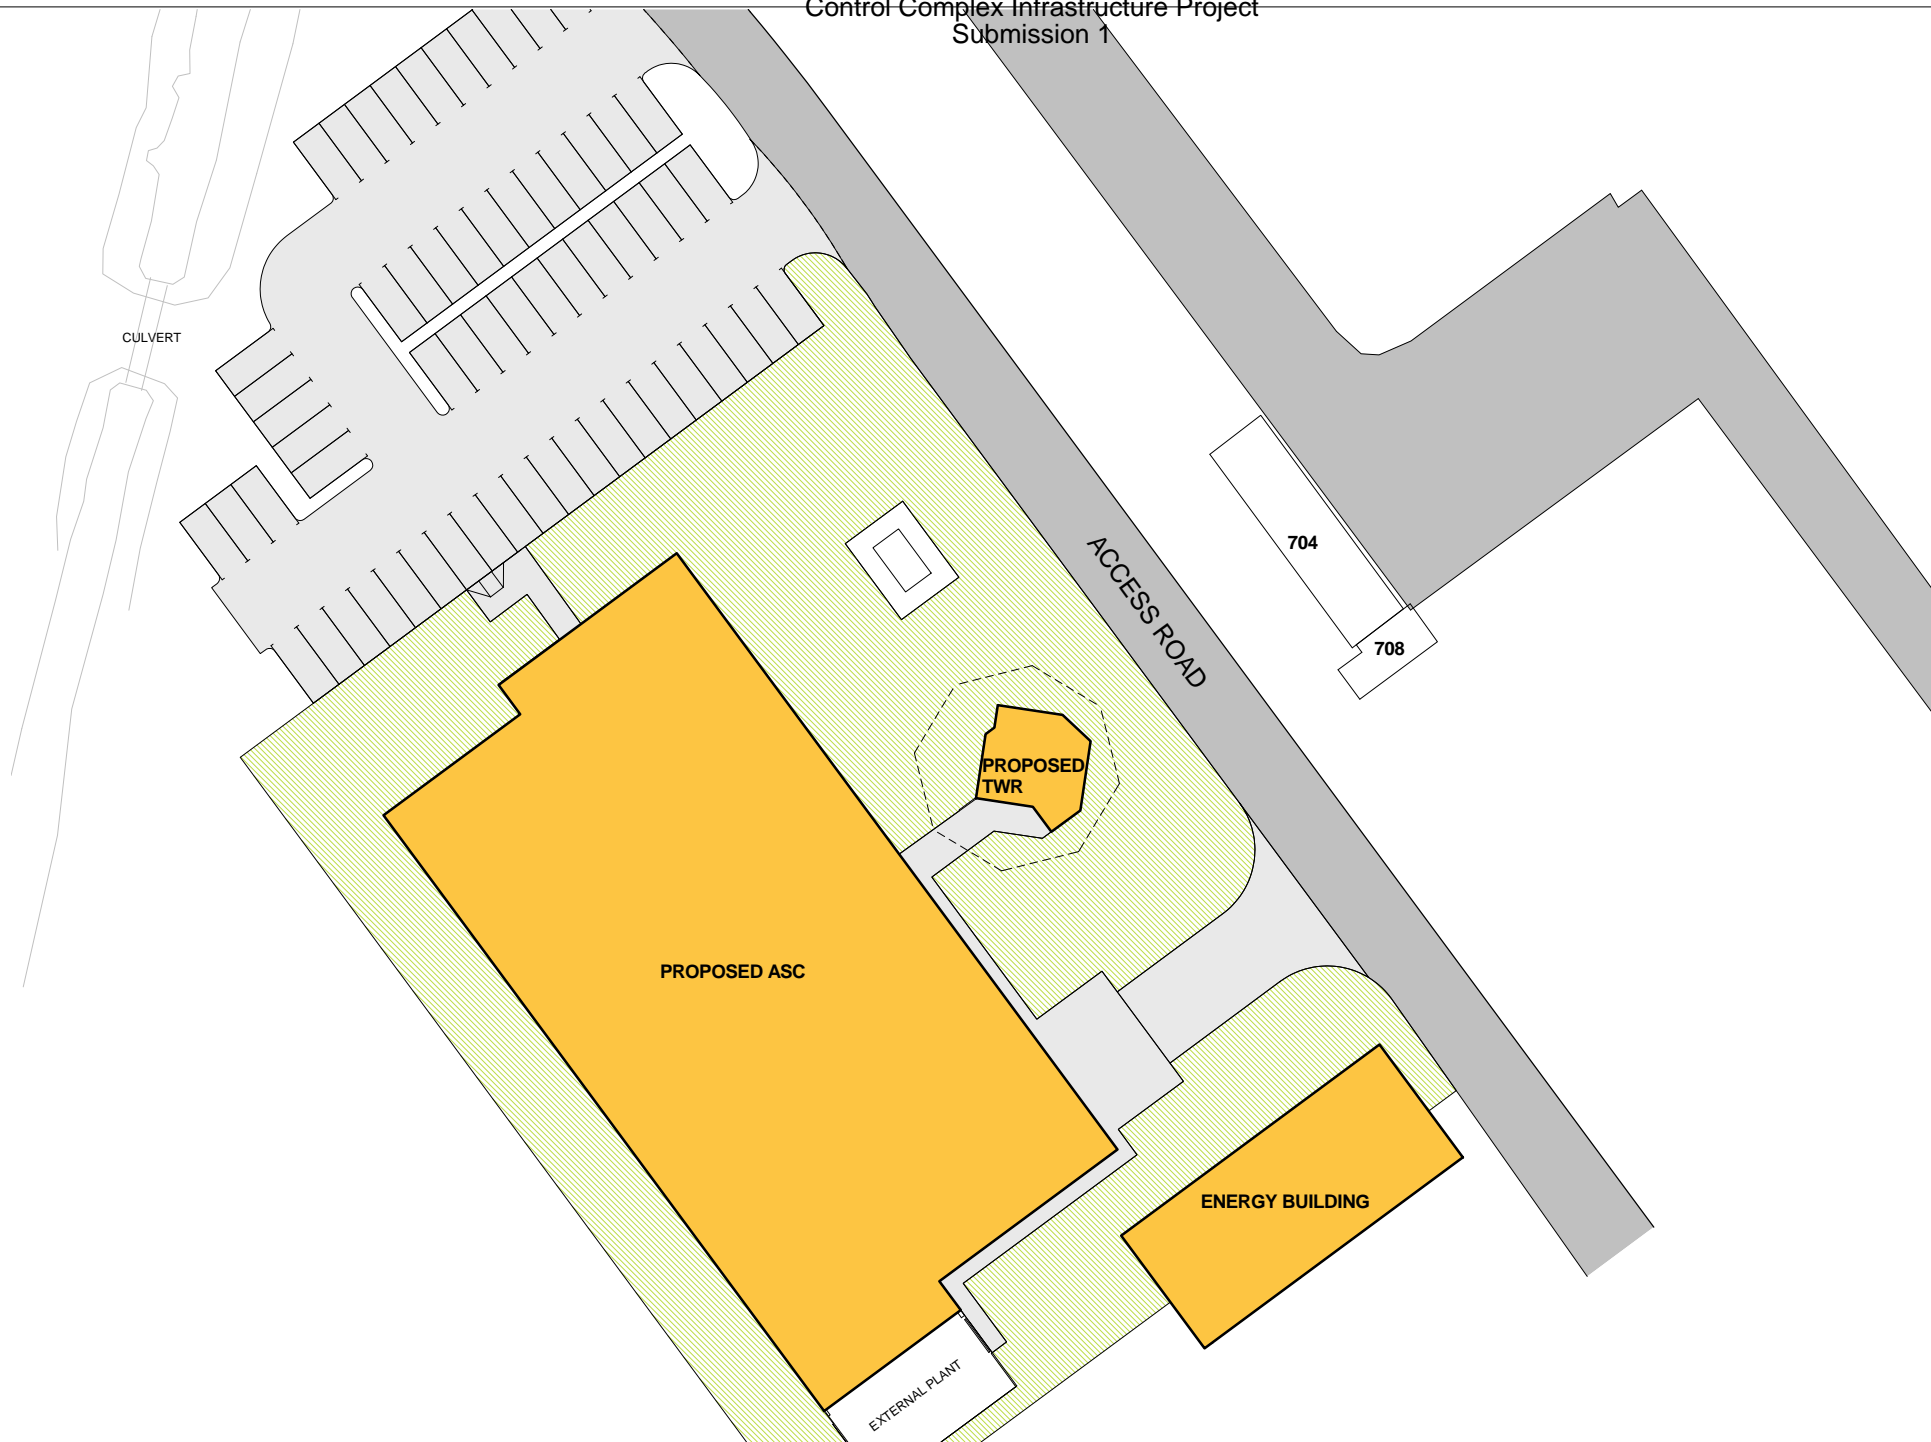 Control Complex Infrastructure Project
Submission 1
CULVERT
ACCESS ROAD
704
708
PROPOSED
TWR
PROPOSED ASC
ENERGY BUILDING
EXTERNAL PLANT